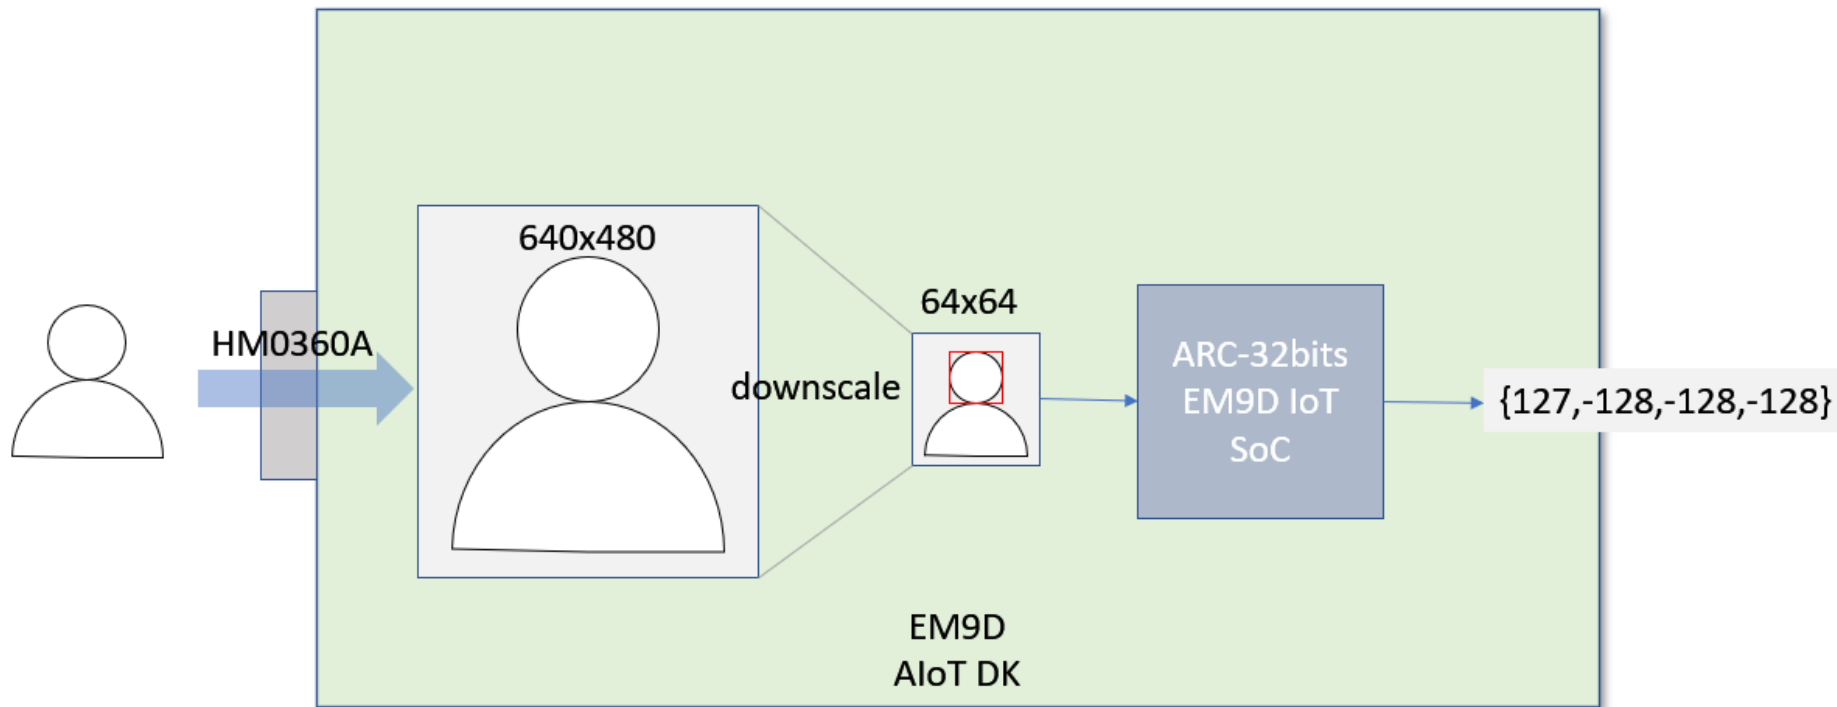 HM0360A
640x480
downscale
64x64
ARC-32bits
EM9D IoT
SoC
{127,-128,-128,-128}
EM9D
AIoT DK